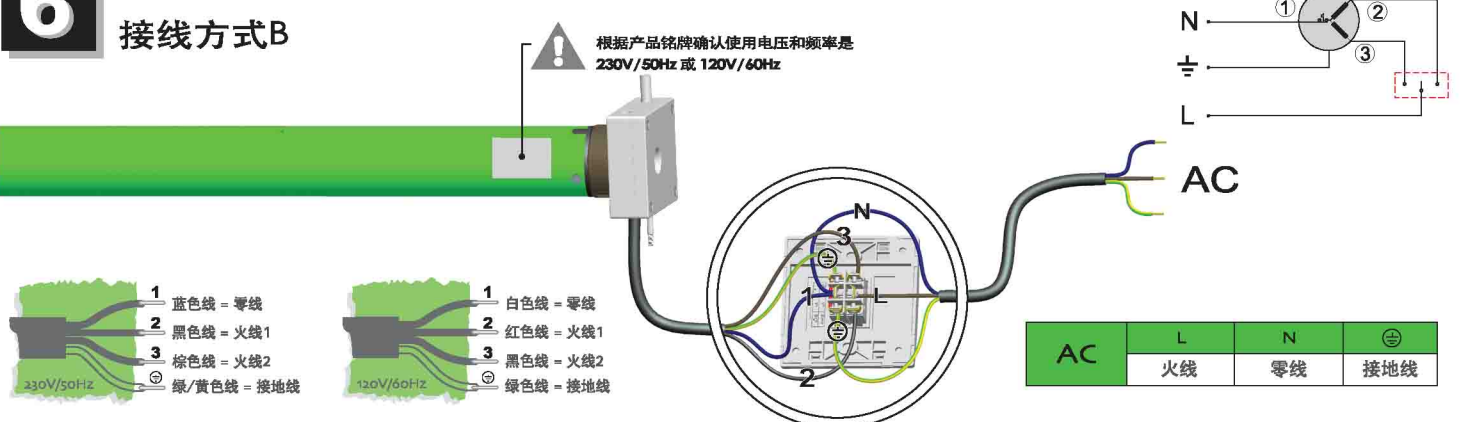 6
接线方式B
根据产品铭牌确认使用电压和频率是
230V/50Hz 或 120V/60Hz
N
L
①
②
③
AC
N
3
1
L
2
1 蓝色线 = 零线
2 黑色线 = 火线1
3 棕色线 = 火线2
绿/黄色线 = 接地线
230V/50Hz
1 白色线 = 零线
2 红色线 = 火线1
3 黑色线 = 火线2
绿色线 = 接地线
120V/60Hz
AC L N
火线 零线 接地线